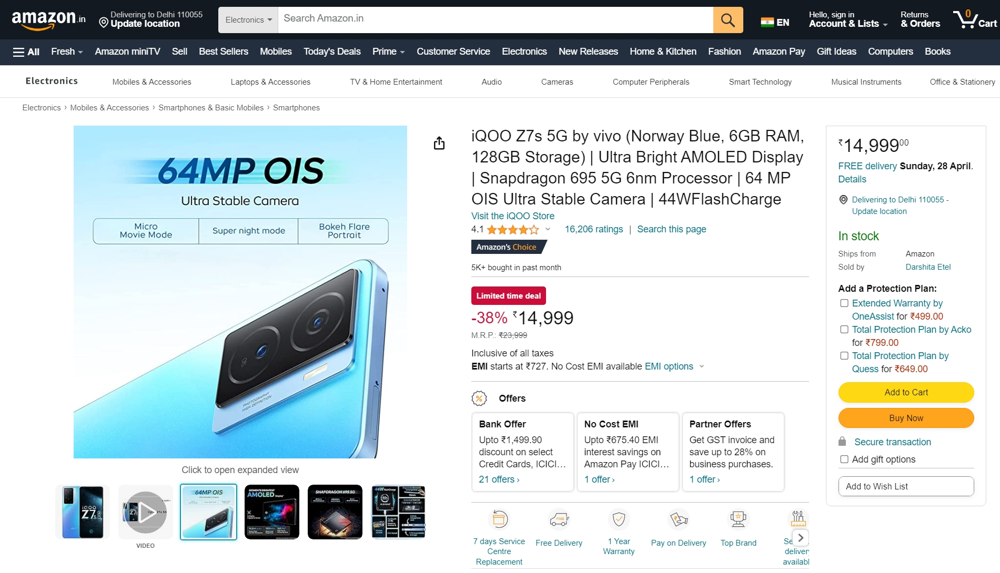 amazon.in
Delivering to Delhi 110055
Update location
Electronics
Search Amazon.in
EN
Hello, sign in
Account & Lists
Returns
& Orders
0
Cart
All
Fresh
Amazon miniTV
Sell
Best Sellers
Mobiles
Today's Deals
Prime
Customer Service
Electronics
New Releases
Home & Kitchen
Fashion
Amazon Pay
Gift Ideas
Computers
Books
Electronics
Mobiles & Accessories
Laptops & Accessories
TV & Home Entertainment
Audio
Cameras
Computer Peripherals
Smart Technology
Musical Instruments
Office & Stationery
Electronics › Mobiles & Accessories › Smartphones & Basic Mobiles › Smartphones
64MP OIS
Ultra Stable Camera
Micro
Movie Mode
Super night mode
Bokeh Flare
Portrait
PHOTOGRAPHY
HIGH DEFINITION
Click to open expanded view
iQOO
Z7s
VIDEO
64MP OIS
AMOLED
SNAPDRAGON 695 5G
iQOO Z7s 5G by vivo (Norway Blue, 6GB RAM,
128GB Storage) | Ultra Bright AMOLED Display
| Snapdragon 695 5G 6nm Processor | 64 MP
OIS Ultra Stable Camera | 44WFlashCharge
Visit the iQOO Store
4.1
16,206 ratings | Search this page
Amazon's Choice
5K+ bought in past month
Limited time deal
-38% ₹14,999
M.R.P.: ₹23,999
Inclusive of all taxes
EMI starts at ₹727. No Cost EMI available EMI options
Offers
Bank Offer
Upto ₹1,499.90
discount on select
Credit Cards, ICICI…
21 offers ›
No Cost EMI
Upto ₹675.40 EMI
interest savings on
Amazon Pay ICICI…
1 offer ›
Partner Offers
Get GST invoice and
save up to 28% on
business purchases.
1 offer ›
7 days Service
Centre
Replacement
FREE
Free Delivery
1 Year
Warranty
Pay on Delivery
Top Brand
delivery
₹14,99900
FREE delivery Sunday, 28 April.
Details
Delivering to Delhi 110055 -
Update location
In stock
Ships from Amazon
Sold by Darshita Etel
Add a Protection Plan:
Extended Warranty by
OneAssist for ₹499.00
Total Protection Plan by Acko
for ₹799.00
Total Protection Plan by
Quess for ₹649.00
Add to Cart
Buy Now
Secure transaction
Add gift options
Add to Wish List